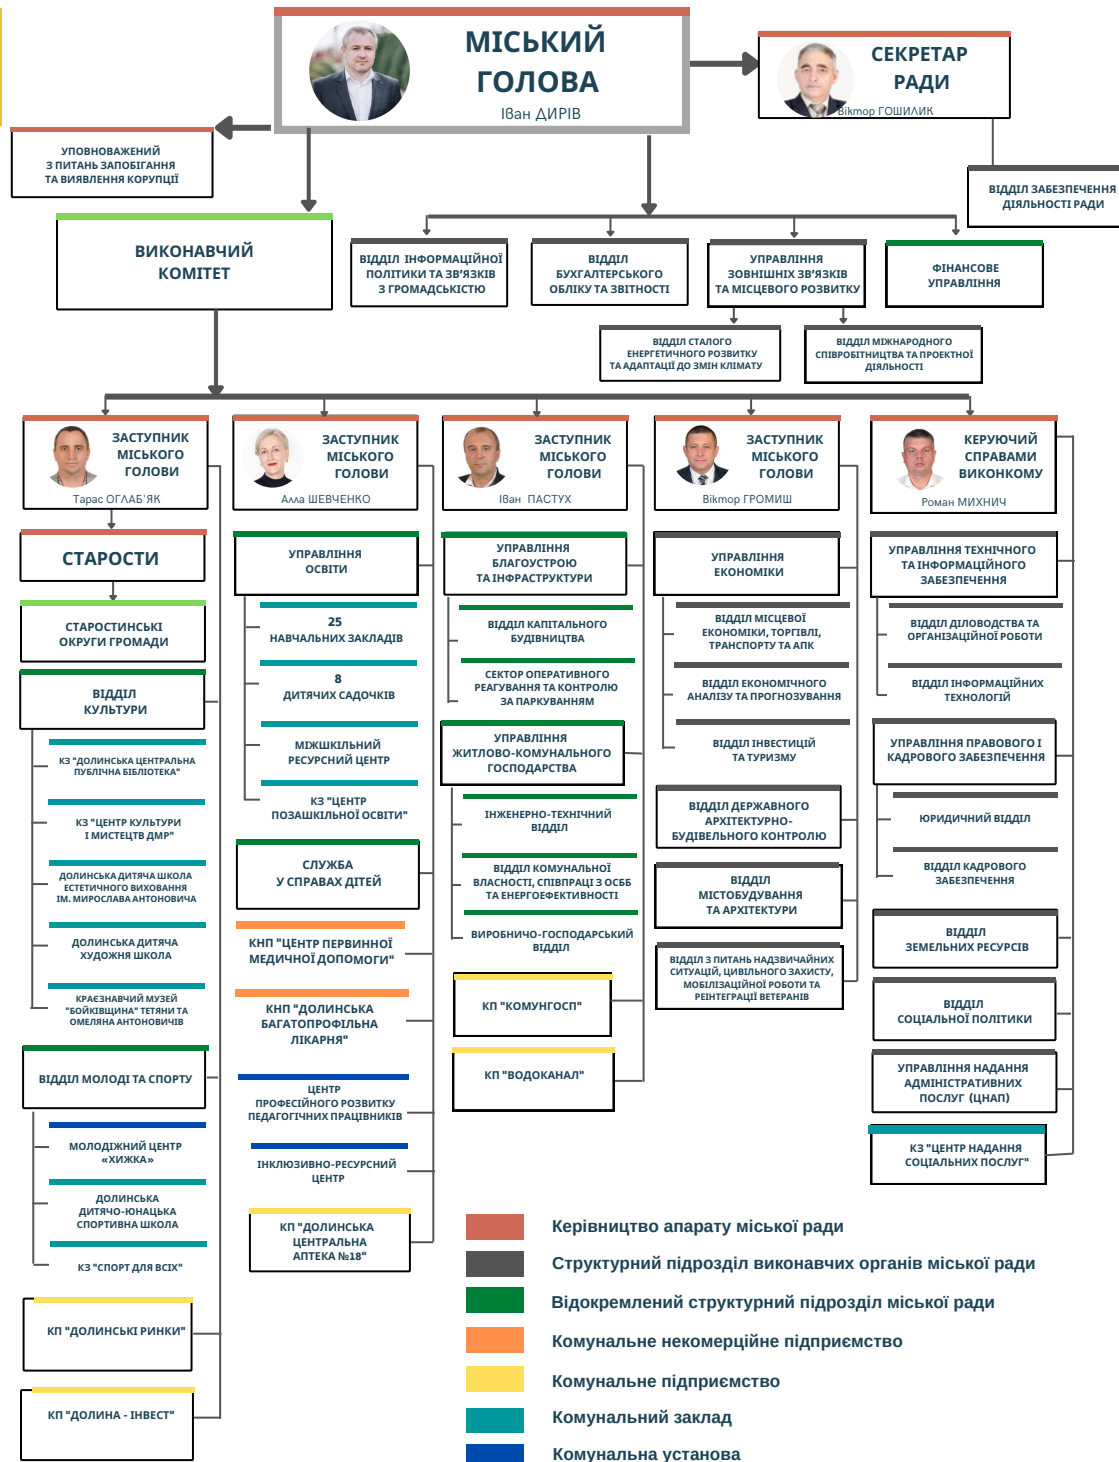 МІСЬКИЙ
ГОЛОВА
Іван ДИРІВ
СЕКРЕТАР
РАДИ
Віктор ГОШИЛИК
УПОВНОВАЖЕНИЙ
З ПИТАНЬ ЗАПОБІГАННЯ
ТА ВИЯВЛЕННЯ КОРУПЦІЇ
ВІДДІЛ ЗАБЕЗПЕЧЕННЯ
ДІЯЛЬНОСТІ РАДИ
ВИКОНАВЧИЙ
КОМІТЕТ
ВІДДІЛ ІНФОРМАЦІЙНОЇ
ПОЛІТИКИ ТА ЗВ'ЯЗКІВ
З ГРОМАДСЬКІСТЮ
ВІДДІЛ
БУХГАЛТЕРСЬКОГО
ОБЛІКУ ТА ЗВІТНОСТІ
УПРАВЛІННЯ
ЗОВНІШНІХ ЗВ'ЯЗКІВ
ТА МІСЦЕВОГО РОЗВИТКУ
ФІНАНСОВЕ
УПРАВЛІННЯ
ВІДДІЛ СТАЛОГО
ЕНЕРГЕТИЧНОГО РОЗВИТКУ
ТА АДАПТАЦІЇ ДО ЗМІН КЛІМАТУ
ВІДДІЛ МІЖНАРОДНОГО
СПІВРОБІТНИЦТВА ТА ПРОЕКТНОЇ
ДІЯЛЬНОСТІ
ЗАСТУПНИК
МІСЬКОГО
ГОЛОВИ
Тарас ОГЛАБ'ЯК
СТАРОСТИ
СТАРОСТИНСЬКІ
ОКРУГИ ГРОМАДИ
ВІДДІЛ
КУЛЬТУРИ
КЗ "ДОЛИНСЬКА ЦЕНТРАЛЬНА
ПУБЛІЧНА БІБЛІОТЕКА"
КЗ "ЦЕНТР КУЛЬТУРИ
І МИСТЕЦТВ ДМР"
ДОЛИНСЬКА ДИТЯЧА ШКОЛА
ЕСТЕТИЧНОГО ВИХОВАННЯ
ІМ. МИРОСЛАВА АНТОНОВИЧА
ДОЛИНСЬКА ДИТЯЧА
ХУДОЖНЯ ШКОЛА
КРАЄЗНАВЧИЙ МУЗЕЙ
"БОЙКІВЩИНА" ТЕТЯНИ ТА
ОМЕЛЯНА АНТОНОВИЧІВ
ВІДДІЛ МОЛОДІ ТА СПОРТУ
МОЛОДІЖНИЙ ЦЕНТР
«ХИЖКА»
ДОЛИНСЬКА
ДИТЯЧО-ЮНАЦЬКА
СПОРТИВНА ШКОЛА
КЗ "СПОРТ ДЛЯ ВСІХ"
КП "ДОЛИНСЬКІ РИНКИ"
КП "ДОЛИНА - ІНВЕСТ"
ЗАСТУПНИК
МІСЬКОГО
ГОЛОВИ
Алла ШЕВЧЕНКО
УПРАВЛІННЯ
ОСВІТИ
25
НАВЧАЛЬНИХ ЗАКЛАДІВ
8
ДИТЯЧИХ САДОЧКІВ
МІЖШКІЛЬНИЙ
РЕСУРСНИЙ ЦЕНТР
КЗ "ЦЕНТР
ПОЗАШКІЛЬНОЇ ОСВІТИ"
СЛУЖБА
У СПРАВАХ ДІТЕЙ
КНП "ЦЕНТР ПЕРВИННОЇ
МЕДИЧНОЇ ДОПОМОГИ"
КНП "ДОЛИНСЬКА
БАГАТОПРОФІЛЬНА
ЛІКАРНЯ"
ЦЕНТР
ПРОФЕСІЙНОГО РОЗВИТКУ
ПЕДАГОГІЧНИХ ПРАЦІВНИКІВ
ІНКЛЮЗИВНО-РЕСУРСНИЙ
ЦЕНТР
КП "ДОЛИНСЬКА
ЦЕНТРАЛЬНА
АПТЕКА №18"
ЗАСТУПНИК
МІСЬКОГО
ГОЛОВИ
Іван ПАСТУХ
УПРАВЛІННЯ
БЛАГОУСТРОЮ
ТА ІНФРАСТРУКТУРИ
ВІДДІЛ КАПІТАЛЬНОГО
БУДІВНИЦТВА
СЕКТОР ОПЕРАТИВНОГО
РЕАГУВАННЯ ТА КОНТРОЛЮ
ЗА ПАРКУВАННЯМ
УПРАВЛІННЯ
ЖИТЛОВО-КОМУНАЛЬНОГО
ГОСПОДАРСТВА
ІНЖЕНЕРНО-ТЕХНІЧНИЙ
ВІДДІЛ
ВІДДІЛ КОМУНАЛЬНОЇ
ВЛАСНОСТІ, СПІВПРАЦІ З ОСББ
ТА ЕНЕРГОЕФЕКТИВНОСТІ
ВИРОБНИЧО-ГОСПОДАРСЬКИЙ
ВІДДІЛ
КП "КОМУНГОСП"
КП "ВОДОКАНАЛ"
ЗАСТУПНИК
МІСЬКОГО
ГОЛОВИ
Віктор ГРОМИШ
УПРАВЛІННЯ
ЕКОНОМІКИ
ВІДДІЛ МІСЦЕВОЇ
ЕКОНОМІКИ, ТОРГІВЛІ,
ТРАНСПОРТУ ТА АПК
ВІДДІЛ ЕКОНОМІЧНОГО
АНАЛІЗУ ТА ПРОГНОЗУВАННЯ
ВІДДІЛ ІНВЕСТИЦІЙ
ТА ТУРИЗМУ
ВІДДІЛ ДЕРЖАВНОГО
АРХІТЕКТУРНО-
БУДІВЕЛЬНОГО КОНТРОЛЮ
ВІДДІЛ
МІСТОБУДУВАННЯ
ТА АРХІТЕКТУРИ
ВІДДІЛ З ПИТАНЬ НАДЗВИЧАЙНИХ
СИТУАЦІЙ, ЦИВІЛЬНОГО ЗАХИСТУ,
МОБІЛІЗАЦІЙНОЇ РОБОТИ ТА
РЕІНТЕГРАЦІЇ ВЕТЕРАНІВ
КЕРУЮЧИЙ
СПРАВАМИ
ВИКОНКОМУ
Роман МИХНИЧ
УПРАВЛІННЯ ТЕХНІЧНОГО
ТА ІНФОРМАЦІЙНОГО
ЗАБЕЗПЕЧЕННЯ
ВІДДІЛ ДІЛОВОДСТВА ТА
ОРГАНІЗАЦІЙНОЇ РОБОТИ
ВІДДІЛ ІНФОРМАЦІЙНИХ
ТЕХНОЛОГІЙ
УПРАВЛІННЯ ПРАВОВОГО І
КАДРОВОГО ЗАБЕЗПЕЧЕННЯ
ЮРИДИЧНИЙ ВІДДІЛ
ВІДДІЛ КАДРОВОГО
ЗАБЕЗПЕЧЕННЯ
ВІДДІЛ
ЗЕМЕЛЬНИХ РЕСУРСІВ
ВІДДІЛ
СОЦІАЛЬНОЇ ПОЛІТИКИ
УПРАВЛІННЯ НАДАННЯ
АДМІНІСТРАТИВНИХ
ПОСЛУГ (ЦНАП)
КЗ "ЦЕНТР НАДАННЯ
СОЦІАЛЬНИХ ПОСЛУГ"
Керівництво апарату міської ради
Структурний підрозділ виконавчих органів міської ради
Відокремлений структурний підрозділ міської ради
Комунальне некомерційне підприємство
Комунальне підприємство
Комунальний заклад
Комунальна установа